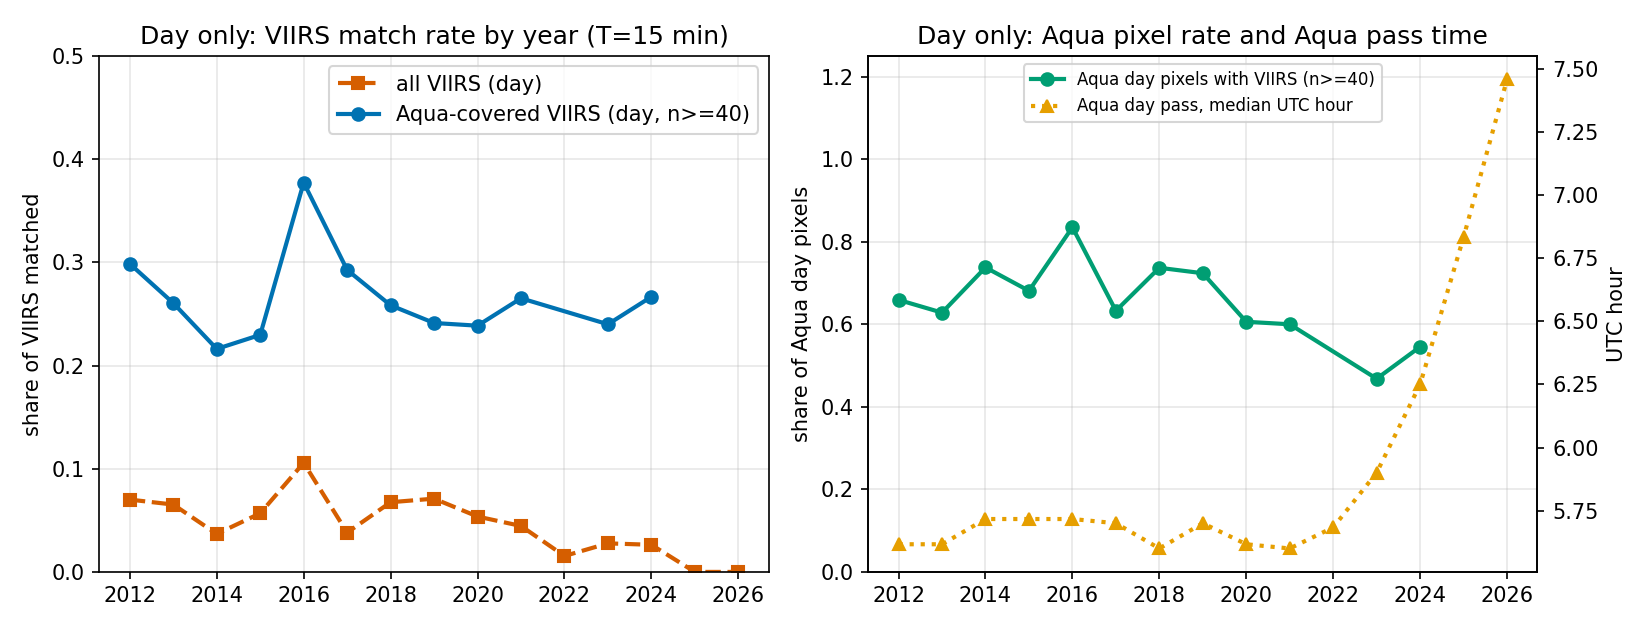 Day only: VIIRS match rate by year (T=15 min)
share of VIIRS matched
0.5
0.4
0.3
0.2
0.1
0.0
all VIIRS (day)
Aqua-covered VIIRS (day, n>=40)
2012 2014 2016 2018 2020 2022 2024 2026
Day only: Aqua pixel rate and Aqua pass time
share of Aqua day pixels
1.2
1.0
0.8
0.6
0.4
0.2
0.0
Aqua day pixels with VIIRS (n>=40)
Aqua day pass, median UTC hour
7.50
7.25
7.00
6.75
6.50
6.25
6.00
5.75
UTC hour
2012 2014 2016 2018 2020 2022 2024 2026